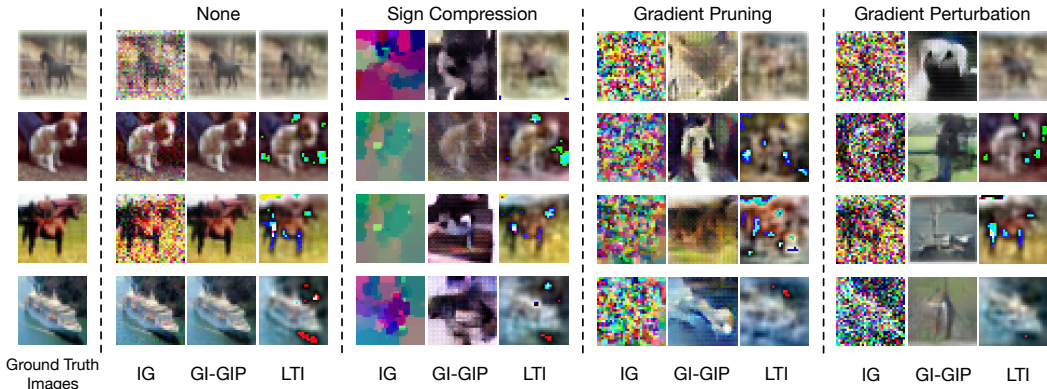 None
Sign Compression
Gradient Pruning
Gradient Perturbation
Ground Truth
Images
IG GI-GIP LTI
IG GI-GIP LTI
IG GI-GIP LTI
IG GI-GIP LTI